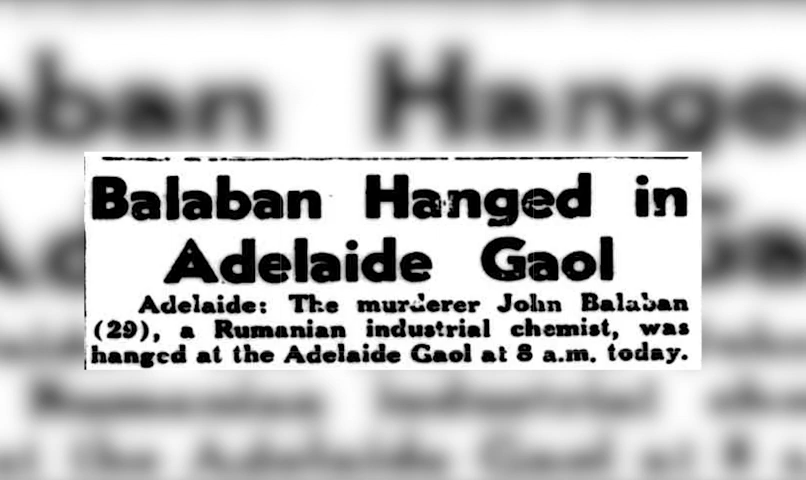 Balaban Hanged in
Adelaide Gaol
Adelaide: The murderer John Balaban
(29), a Rumanian industrial chemist, was
hanged at the Adelaide Gaol at 8 a.m. today.